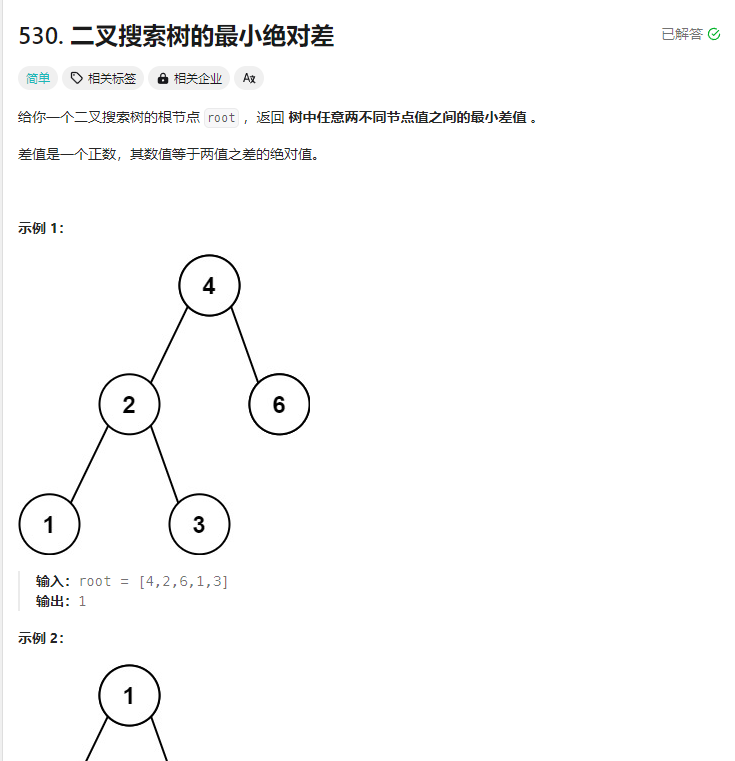 530. 二叉搜索树的最小绝对差
已解答
简单 相关标签 相关企业 Aあ
给你一个二叉搜索树的根节点 root ，返回 树中任意两不同节点值之间的最小差值 。
差值是一个正数，其数值等于两值之差的绝对值。
示例 1：
4
2
6
1
3
输入：root = [4,2,6,1,3]
输出：1
示例 2：
1